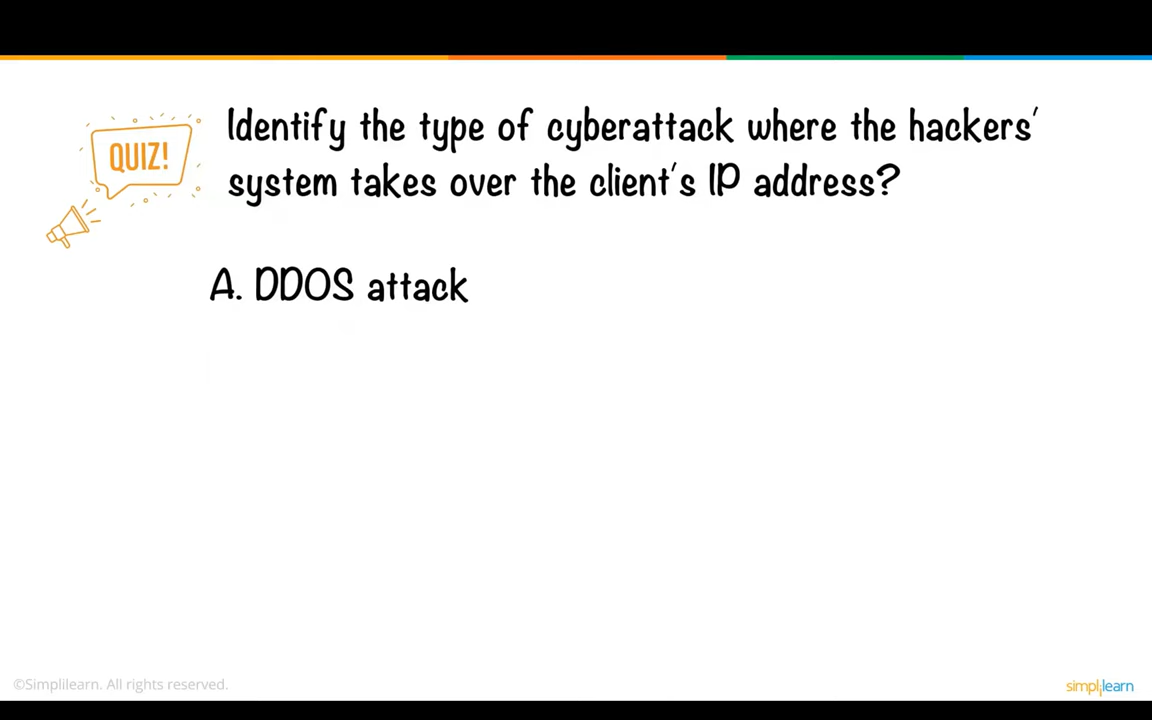 QUIZ!
Identify the type of cyberattack where the hackers'
system takes over the client's IP address?
A. DDOS attack
©Simplilearn. All rights reserved.
simplilearn